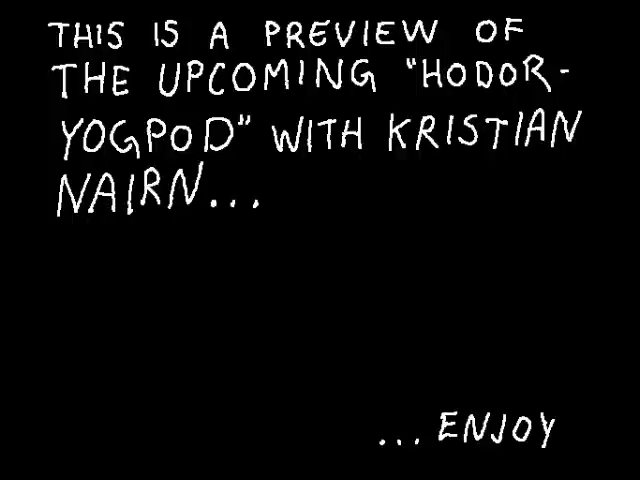 THIS IS A PREVIEW OF
THE UPCOMING "HODOR-
YOGPOD" WITH KRISTIAN
NAIRN...
...ENJOY